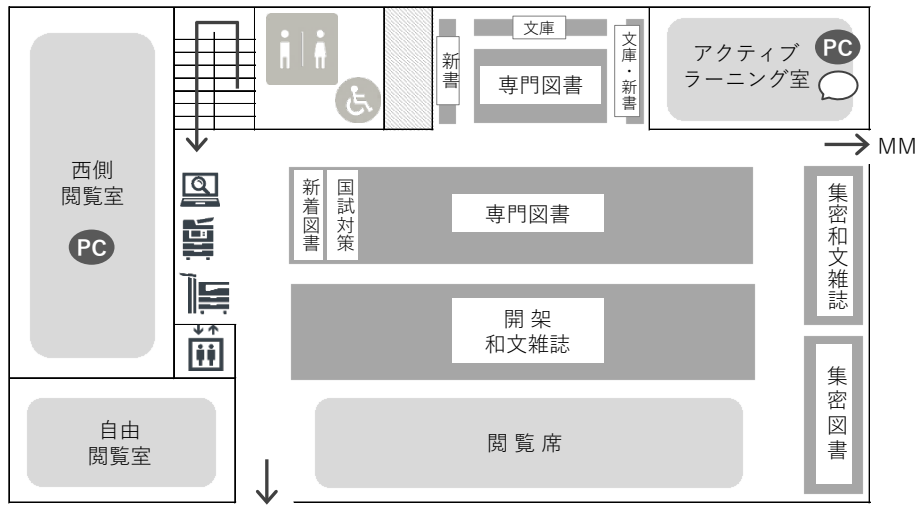 文庫
新書
専門図書
文庫・新書
アクティブ
ラーニング室
PC
MM
西側
閲覧室
PC
新着図書
国試対策
専門図書
集密和文雑誌
開架
和文雑誌
集密図書
自由
閲覧室
閲覧席